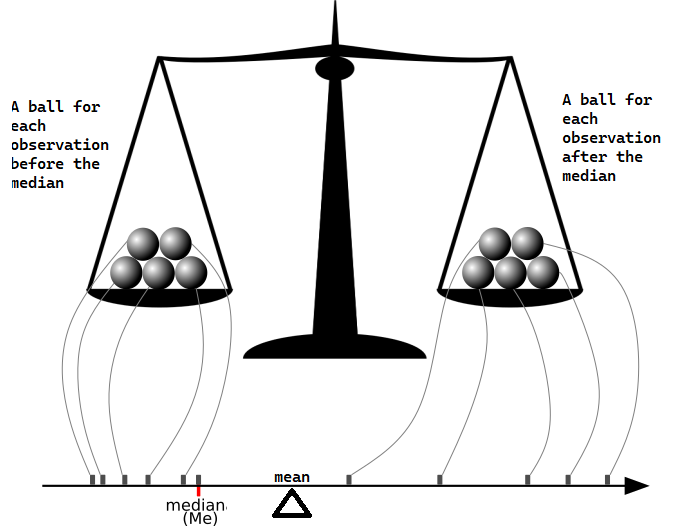 A ball for
each
observation
before the
median
A ball for
each
observation
after the
median
mean
median
(Me)